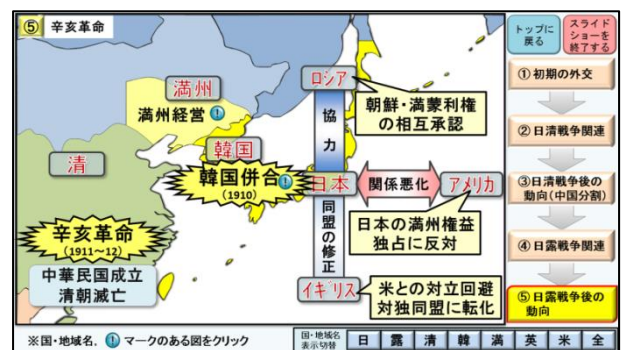 ⑤ 辛亥革命
満州
満州経営
清
韓国
韓国併合
(1910)
辛亥革命
(1911～12)
中華民国成立
清朝滅亡
ロシア
朝鮮・満蒙利権
の相互承認
協力
日本
関係悪化
アメリカ
日本の満州権益
独占に反対
同盟の修正
イギリス
米との対立回避
対独同盟に転化
トップに
戻る
スライド
ショーを
終了する
①初期の外交
②日清戦争関連
③日清戦争後の
動向(中国分割)
④日露戦争関連
⑤日露戦争後の
動向
※国・地域名, ! マークのある図をクリック
国・地域名
表示切替
日 露 清 韓 満 英 米 全